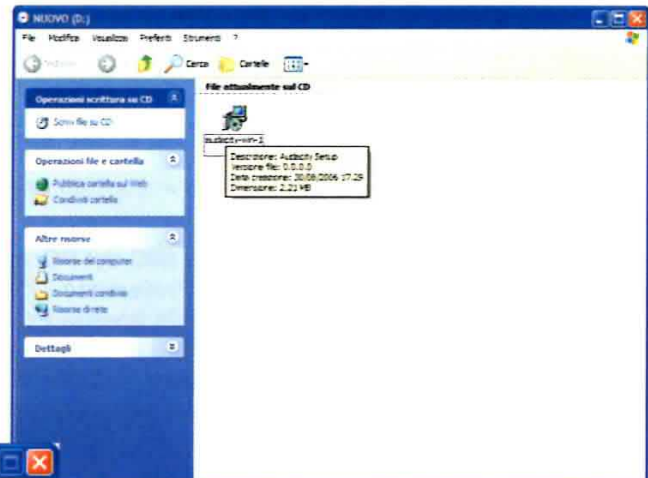 NUOVO (D:)
File Modifica Visualizza Preferiti Strumenti ?
Cerca Cartelle
Operazioni scrittura su CD
Scrivi file su CD
Operazioni file e cartella
Pubblica cartella sul Web
Condividi cartella
Altre risorse
Risorse del computer
Documenti
Documenti condivisi
Risorse di rete
Dettagli
File attualmente sul CD
audacity-win-1
Descrizione: Audacity Setup
Versione file: 0.0.0.0
Data creazione: 30/08/2006 17.29
Dimensione: 2,21 MB